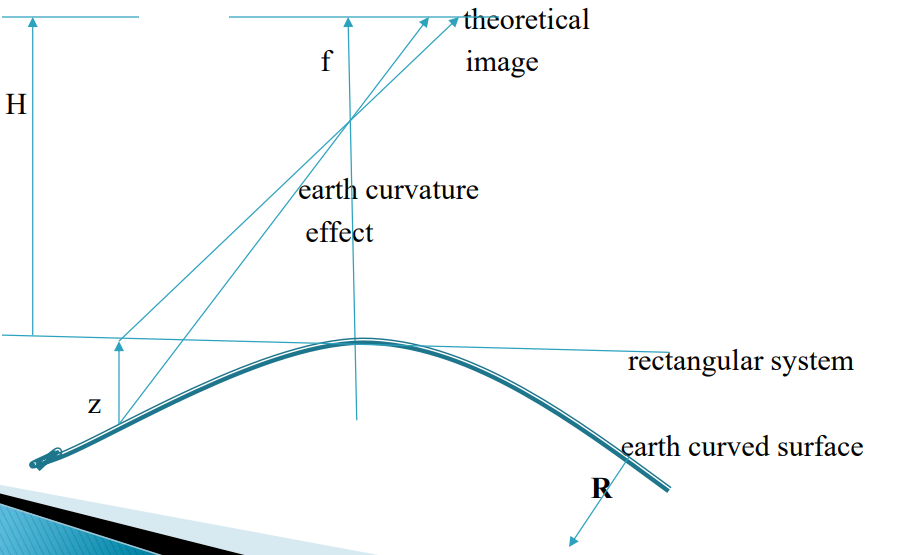 theoretical
image
f
H
earth curvature
effect
rectangular system
z
earth curved surface
R